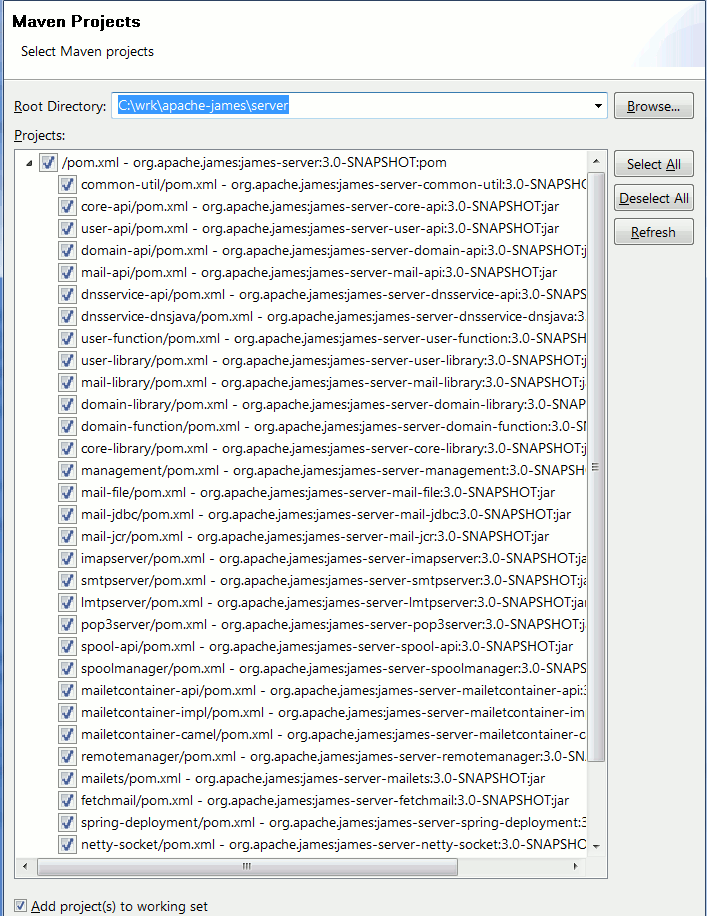 Maven Projects
Select Maven projects
Root Directory: C:\wrk\apache-james\server Browse...
Projects:
/pom.xml - org.apache.james:james-server:3.0-SNAPSHOT:pom Select All
common-util/pom.xml - org.apache.james:james-server-common-util:3.0-SNAPSHO
core-api/pom.xml - org.apache.james:james-server-core-api:3.0-SNAPSHOT:jar Deselect All
user-api/pom.xml - org.apache.james:james-server-user-api:3.0-SNAPSHOT:jar Refresh
domain-api/pom.xml - org.apache.james:james-server-domain-api:3.0-SNAPSHOT:j
mail-api/pom.xml - org.apache.james:james-server-mail-api:3.0-SNAPSHOT:jar
dnsservice-api/pom.xml - org.apache.james:james-server-dnsservice-api:3.0-SNAPS
dnsservice-dnsjava/pom.xml - org.apache.james:james-server-dnsservice-dnsjava:3
user-function/pom.xml - org.apache.james:james-server-user-function:3.0-SNAPSH
user-library/pom.xml - org.apache.james:james-server-user-library:3.0-SNAPSHOT:j
mail-library/pom.xml - org.apache.james:james-server-mail-library:3.0-SNAPSHOT:ja
domain-library/pom.xml - org.apache.james:james-server-domain-library:3.0-SNAP
domain-function/pom.xml - org.apache.james:james-server-domain-function:3.0-SN
core-library/pom.xml - org.apache.james:james-server-core-library:3.0-SNAPSHOT:j
management/pom.xml - org.apache.james:james-server-management:3.0-SNAPSH
mail-file/pom.xml - org.apache.james:james-server-mail-file:3.0-SNAPSHOT:jar
mail-jdbc/pom.xml - org.apache.james:james-server-mail-jdbc:3.0-SNAPSHOT:jar
mail-jcr/pom.xml - org.apache.james:james-server-mail-jcr:3.0-SNAPSHOT:jar
imapserver/pom.xml - org.apache.james:james-server-imapserver:3.0-SNAPSHOT:ja
smtpserver/pom.xml - org.apache.james:james-server-smtpserver:3.0-SNAPSHOT:ja
lmtpserver/pom.xml - org.apache.james:james-server-lmtpserver:3.0-SNAPSHOT:jar
pop3server/pom.xml - org.apache.james:james-server-pop3server:3.0-SNAPSHOT:ja
spool-api/pom.xml - org.apache.james:james-server-spool-api:3.0-SNAPSHOT:jar
spoolmanager/pom.xml - org.apache.james:james-server-spoolmanager:3.0-SNAPS
mailetcontainer-api/pom.xml - org.apache.james:james-server-mailetcontainer-api:3
mailetcontainer-impl/pom.xml - org.apache.james:james-server-mailetcontainer-im
mailetcontainer-camel/pom.xml - org.apache.james:james-server-mailetcontainer-c
remotemanager/pom.xml - org.apache.james:james-server-remotemanager:3.0-SN
mailets/pom.xml - org.apache.james:james-server-mailets:3.0-SNAPSHOT:jar
fetchmail/pom.xml - org.apache.james:james-server-fetchmail:3.0-SNAPSHOT:jar
spring-deployment/pom.xml - org.apache.james:james-server-spring-deployment:3
netty-socket/pom.xml - org.apache.james:james-server-netty-socket:3.0-SNAPSHO
Add project(s) to working set